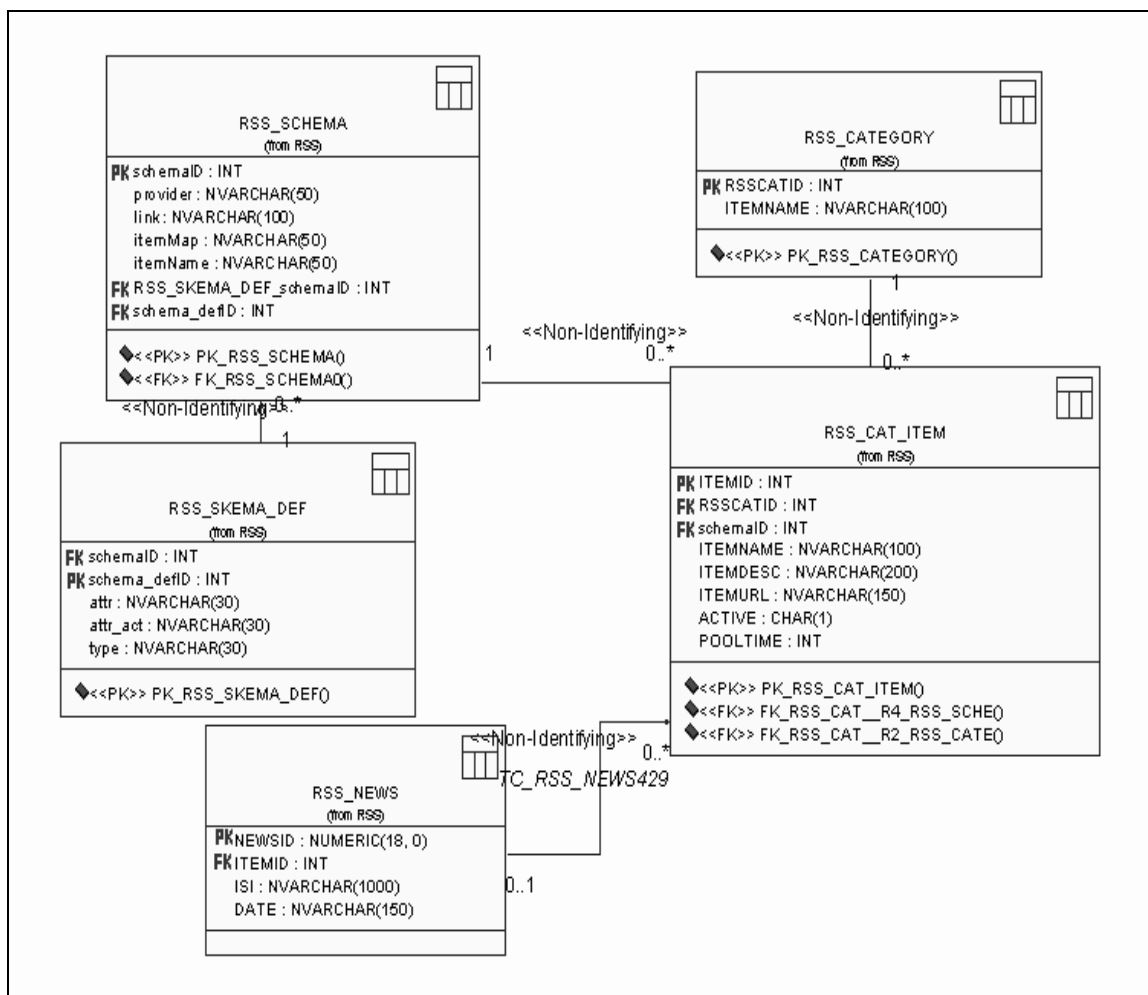 RSS_SCHEMA
(from RSS)
PK schemaID : INT
provider : NVARCHAR(50)
link : NVARCHAR(100)
itemMap : NVARCHAR(50)
itemName : NVARCHAR(50)
FK RSS_SKEMA_DEF_schemaID : INT
FK schema_defID : INT
<<PK>> PK_RSS_SCHEMA()
<<FK>> FK_RSS_SCHEMA0()
RSS_CATEGORY
(from RSS)
PK RSSCATID : INT
ITEMNAME : NVARCHAR(100)
<<PK>> PK_RSS_CATEGORY()
1
<<Non-Identifying>>
0..*
1
<<Non-Identifying>>
0..*
<<Non-Identifying>>
0..*
1
RSS_SKEMA_DEF
(from RSS)
FK schemaID : INT
PK schema_defID : INT
attr : NVARCHAR(30)
attr_act : NVARCHAR(30)
type : NVARCHAR(30)
<<PK>> PK_RSS_SKEMA_DEF()
RSS_CAT_ITEM
(from RSS)
PK ITEMID : INT
FK RSSCATID : INT
FK schemaID : INT
ITEMNAME : NVARCHAR(100)
ITEMDESC : NVARCHAR(200)
ITEMURL : NVARCHAR(150)
ACTIVE : CHAR(1)
POOLTIME : INT
<<PK>> PK_RSS_CAT_ITEM()
<<FK>> FK_RSS_CAT__R4_RSS_SCHE()
<<FK>> FK_RSS_CAT__R2_RSS_CATE()
<<Non-Identifying>>
0..*
TC_RSS_NEWS429
0..1
RSS_NEWS
(from RSS)
PK NEWSID : NUMERIC(18, 0)
FK ITEMID : INT
ISI : NVARCHAR(1000)
DATE : NVARCHAR(150)